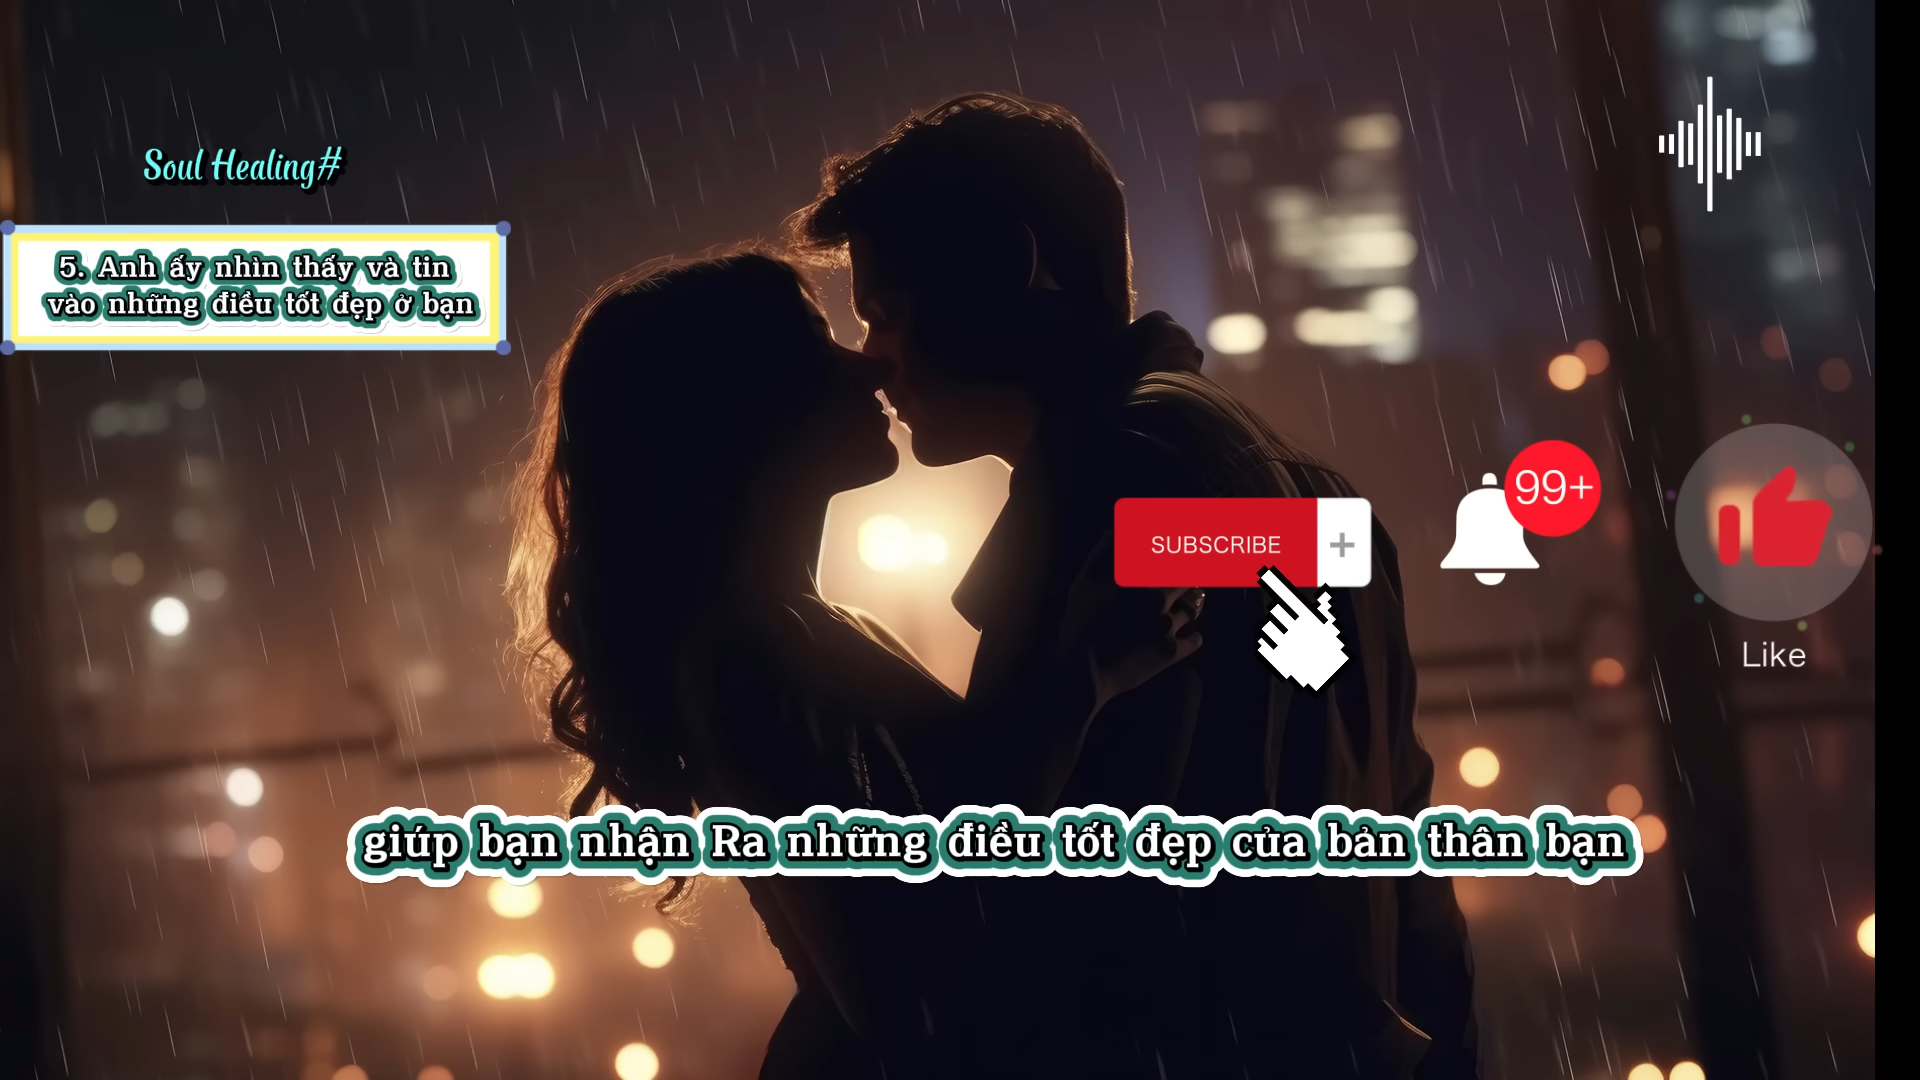 Soul Healing#
5. Anh ấy nhìn thấy và tin
vào những điều tốt đẹp ở bạn
99+
SUBSCRIBE +
Like
giúp bạn nhận Ra những điều tốt đẹp của bản thân bạn